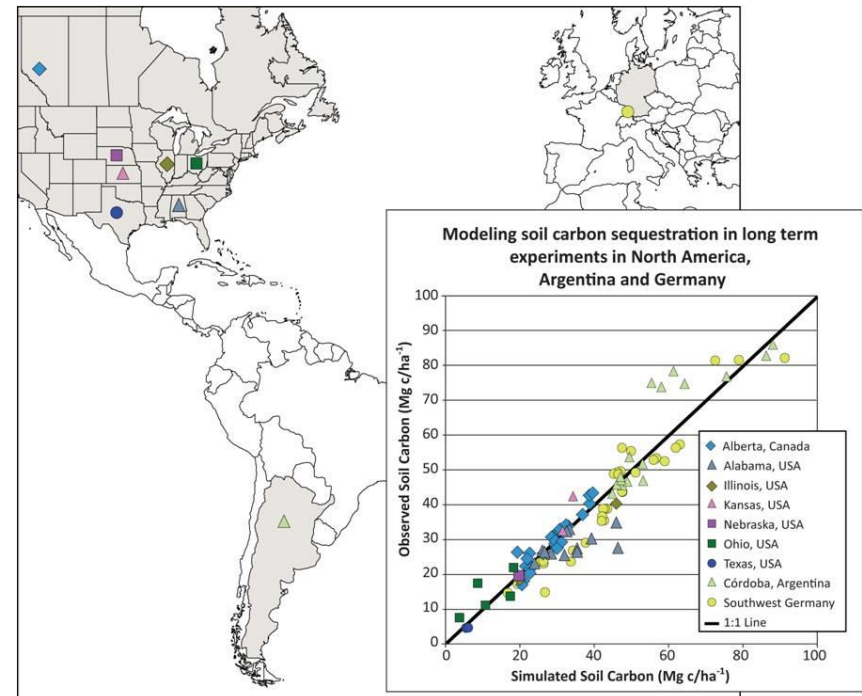 Modeling soil carbon sequestration in long term
experiments in North America,
Argentina and Germany
Observed Soil Carbon (Mg c/ha⁻¹)
100
90
80
70
60
50
40
30
20
10
0
0
20
40
60
80
100
Simulated Soil Carbon (Mg c/ha⁻¹)
Alberta, Canada
Alabama, USA
Illinois, USA
Kansas, USA
Nebraska, USA
Ohio, USA
Texas, USA
Córdoba, Argentina
Southwest Germany
1:1 Line